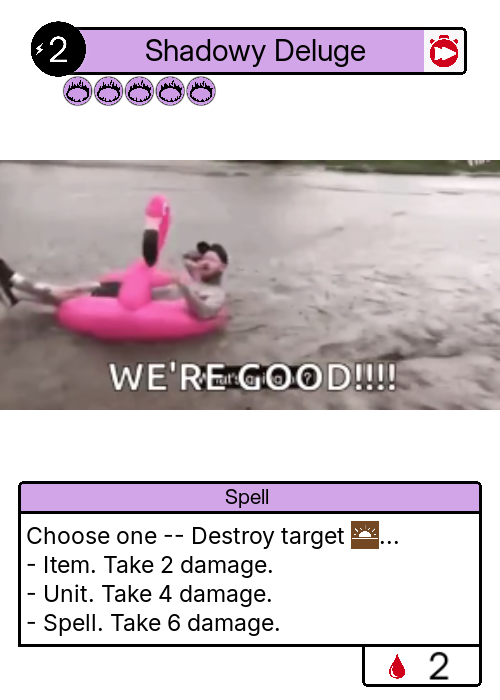 2
Shadowy Deluge
WE'RE GOOD!!!!
Spell
Choose one -- Destroy target ...
- Item. Take 2 damage.
- Unit. Take 4 damage.
- Spell. Take 6 damage.
2